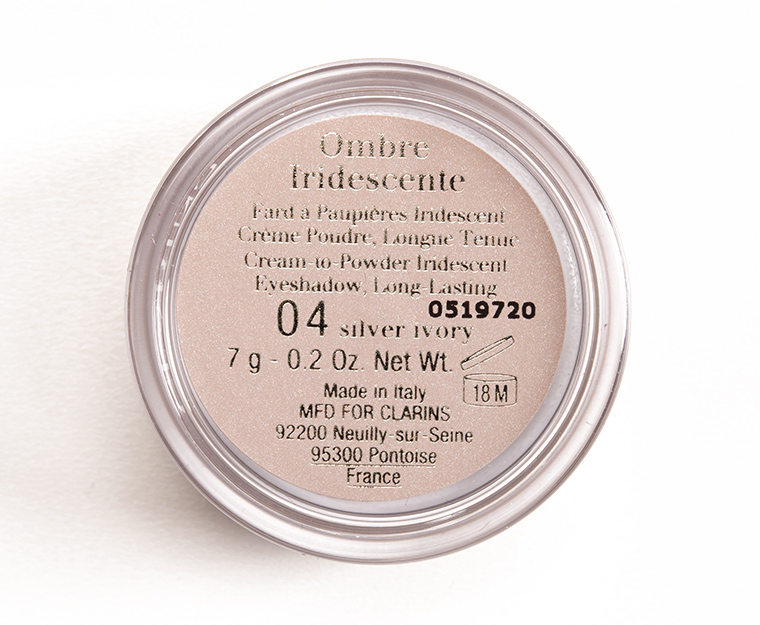 Ombre
Iridescente
Fard à Paupières Iridescent
Crème Poudre, Longue Tenue
Cream-to-Powder Iridescent
Eyeshadow, Long-Lasting
0519720
04 silver ivory
7 g - 0.2 Oz. Net Wt.
18 M
Made in Italy
MFD FOR CLARINS
92200 Neuilly-sur-Seine
95300 Pontoise
France